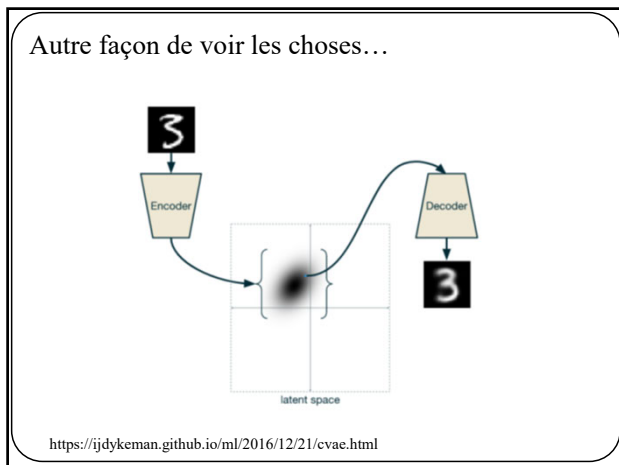 Autre façon de voir les choses…
3
Encoder
Decoder
3
latent space
https://ijdykeman.github.io/ml/2016/12/21/cvae.html